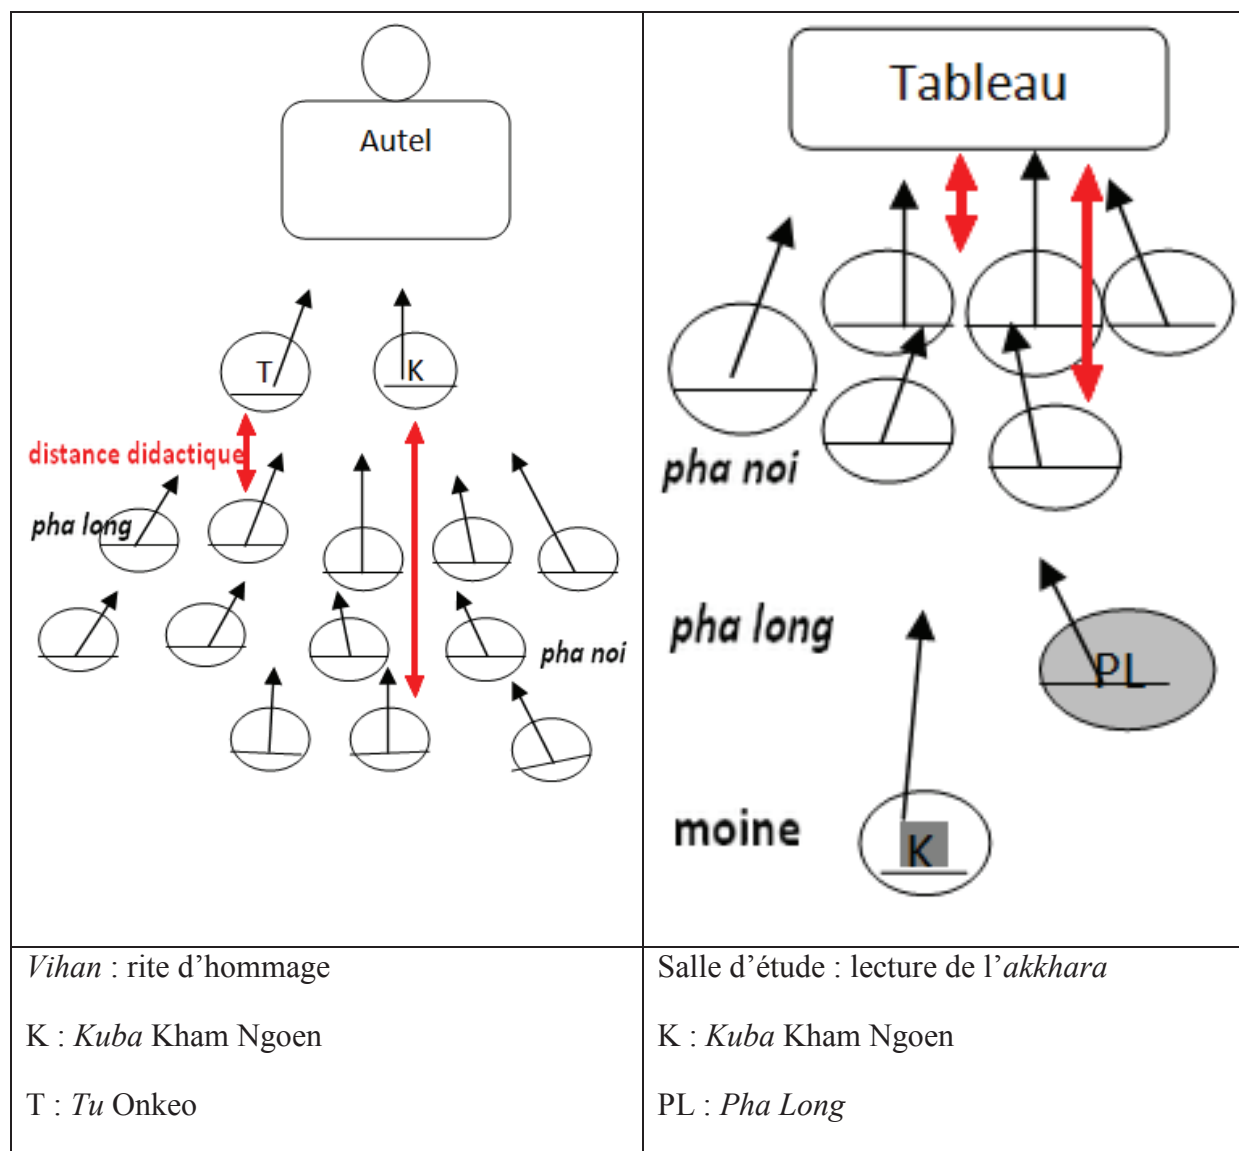 Autel
T
K
distance didactique
pha long
pha noi
Tableau
pha noi
pha long
PL
moine
K
Vihan : rite d’hommage
K : Kuba Kham Ngoen
T : Tu Onkeo
Salle d’étude : lecture de l’akkhara
K : Kuba Kham Ngoen
PL : Pha Long